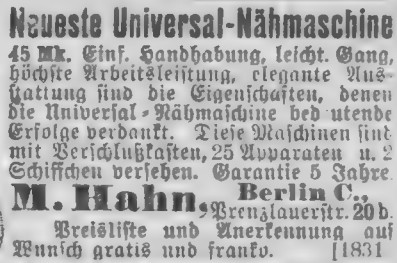 Neueste Universal-Nähmaschine
45 Mk. Einf. Handhabung, leicht. Gang,
höchste Arbeitsleistung, elegante Aus-
stattung sind die Eigenschaften, denen
die Universal-Nähmaschine bed utende
Erfolge verdankt. Diese Maschinen sind
mit Verschlußkasten, 25 Apparaten u. 2
Schiffchen versehen. Garantie 5 Jahre.
M. Hahn, Berlin C.,
Prenzlauerstr. 20b.
Preisliste und Anerkennung auf
Wunsch gratis und franko. [1831